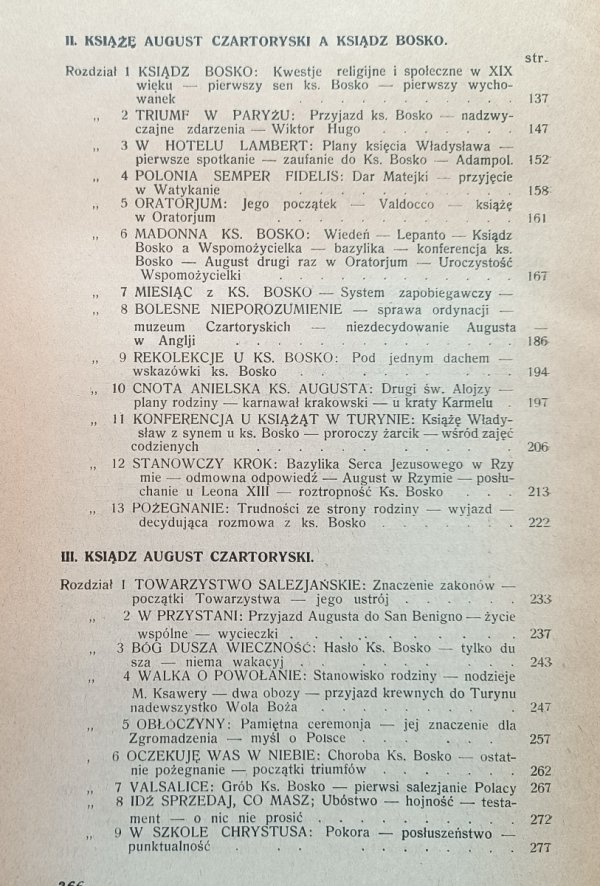 II. KSIĄŻĘ AUGUST CZARTORYSKI A KSIĄDZ BOSKO.
str.
Rozdział 1 KSIĄDZ BOSKO: Kwestje religijne i społeczne w XIX
wieku — pierwszy sen ks. Bosko — pierwszy wycho-
wanek . . . . . . . . . 137
„ 2 TRIUMF W PARYŻU: Przyjazd ks. Bosko — nadzwy-
czajne zdarzenia — Wiktor Hugo . . . . . . 147
„ 3 W HOTELU LAMBERT: Plany księcia Władysława —
pierwsze spotkanie — zaufanie do Ks. Bosko — Adampol. 152
„ 4 POLONIA SEMPER FIDELIS: Dar Matejki — przyjęcie
w Watykanie . . . . . . . . 158
„ 5 ORATORJUM: Jego początek — Valdocco — książę
w Oratorjum . . . . . . . . 161
„ 6 MADONNA KS. BOSKO: Wiedeń — Lepanto — Ksiądz
Bosko a Wspomożycielka — bazylika — konferencja ks.
Bosko — August drugi raz w Oratorjum — Uroczystość
Wspomożycielki . . . . . . . . 167
„ 7 MIESIĄC z KS. BOSKO — System zapobiegawczy —
„ 8 BOLESNE NIEPOROZUMIENIE — sprawa ordynacji —
muzeum Czartoryskich — niezdecydowanie Augusta —
w Anglji . . . . . . . . 186
„ 9 REKOLEKCJE U KS. BOSKO: Pod jednym dachem —
wskazówki ks. Bosko . . . . . . . 194
„ 10 CNOTA ANIELSKA KS. AUGUSTA: Drugi św. Alojzy —
plany rodziny — karnawał krakowski — u kraty Karmelu . 197
„ 11 KONFERENCJA U KSIĄŻĄT W TURYNIE: Książę Włady-
sław z synem u ks. Bosko — proroczy żarcik — wśród zajęć
codzienych . . . . . . . . . 206
„ 12 STANOWCZY KROK: Bazylika Serca Jezusowego w Rzy
mie — odmowna odpowiedź — August w Rzymie — posłu-
chanie u Leona XIII — roztropność Ks. Bosko . . . 213
„ 13 POŻEGNANIE: Trudności ze strony rodziny — wyjazd —
decydująca rozmowa z ks. Bosko . . . . . 222
III. KSIĄDZ AUGUST CZARTORYSKI.
Rozdział 1 TOWARZYSTWO SALEZJAŃSKIE: Znaczenie zakonów —
początki Towarzystwa — jego ustrój . . . . . 233
„ 2 W PRZYSTANI: Przyjazd Augusta do San Benigno — życie
wspólne — wycieczki . . . . . . . . 237
„ 3 BÓG DUSZA WIECZNOŚĆ: Hasło Ks. Bosko — tylko du
sza — niema wakacyj . . . . . . . 243
„ 4 WALKA O POWOŁANIE: Stanowisko rodziny — nodzieje
M. Ksawery — dwa obozy — przyjazd krewnych do Turynu
nadewszystko Wola Boża . . . . . . . 247
„ 5 OBŁÓCZYNY: Pamiętna ceremonja — jej znaczenie dla
Zgromadzenia — myśl o Polsce . . . . . 257
, 6 OCZEKUJĘ WAS W NIEBIE: Choroba Ks. Bosko — ostat-
nie pożegnanie — początki triumfów . . . . . 262
„ 7 VALSALICE: Grób Ks. Bosko — pierwsi salezjanie Polacy 267
„ 8 IDŹ SPRZEDAJ, CO MASZ; Ubóstwo — hojność — testa-
ment — o nic nie prosić . . . . . . . 272
„ 9 W SZKOLE CHRYSTUSA: Pokora — posłuszeństwo —
punktualność . . . . . . . . 277